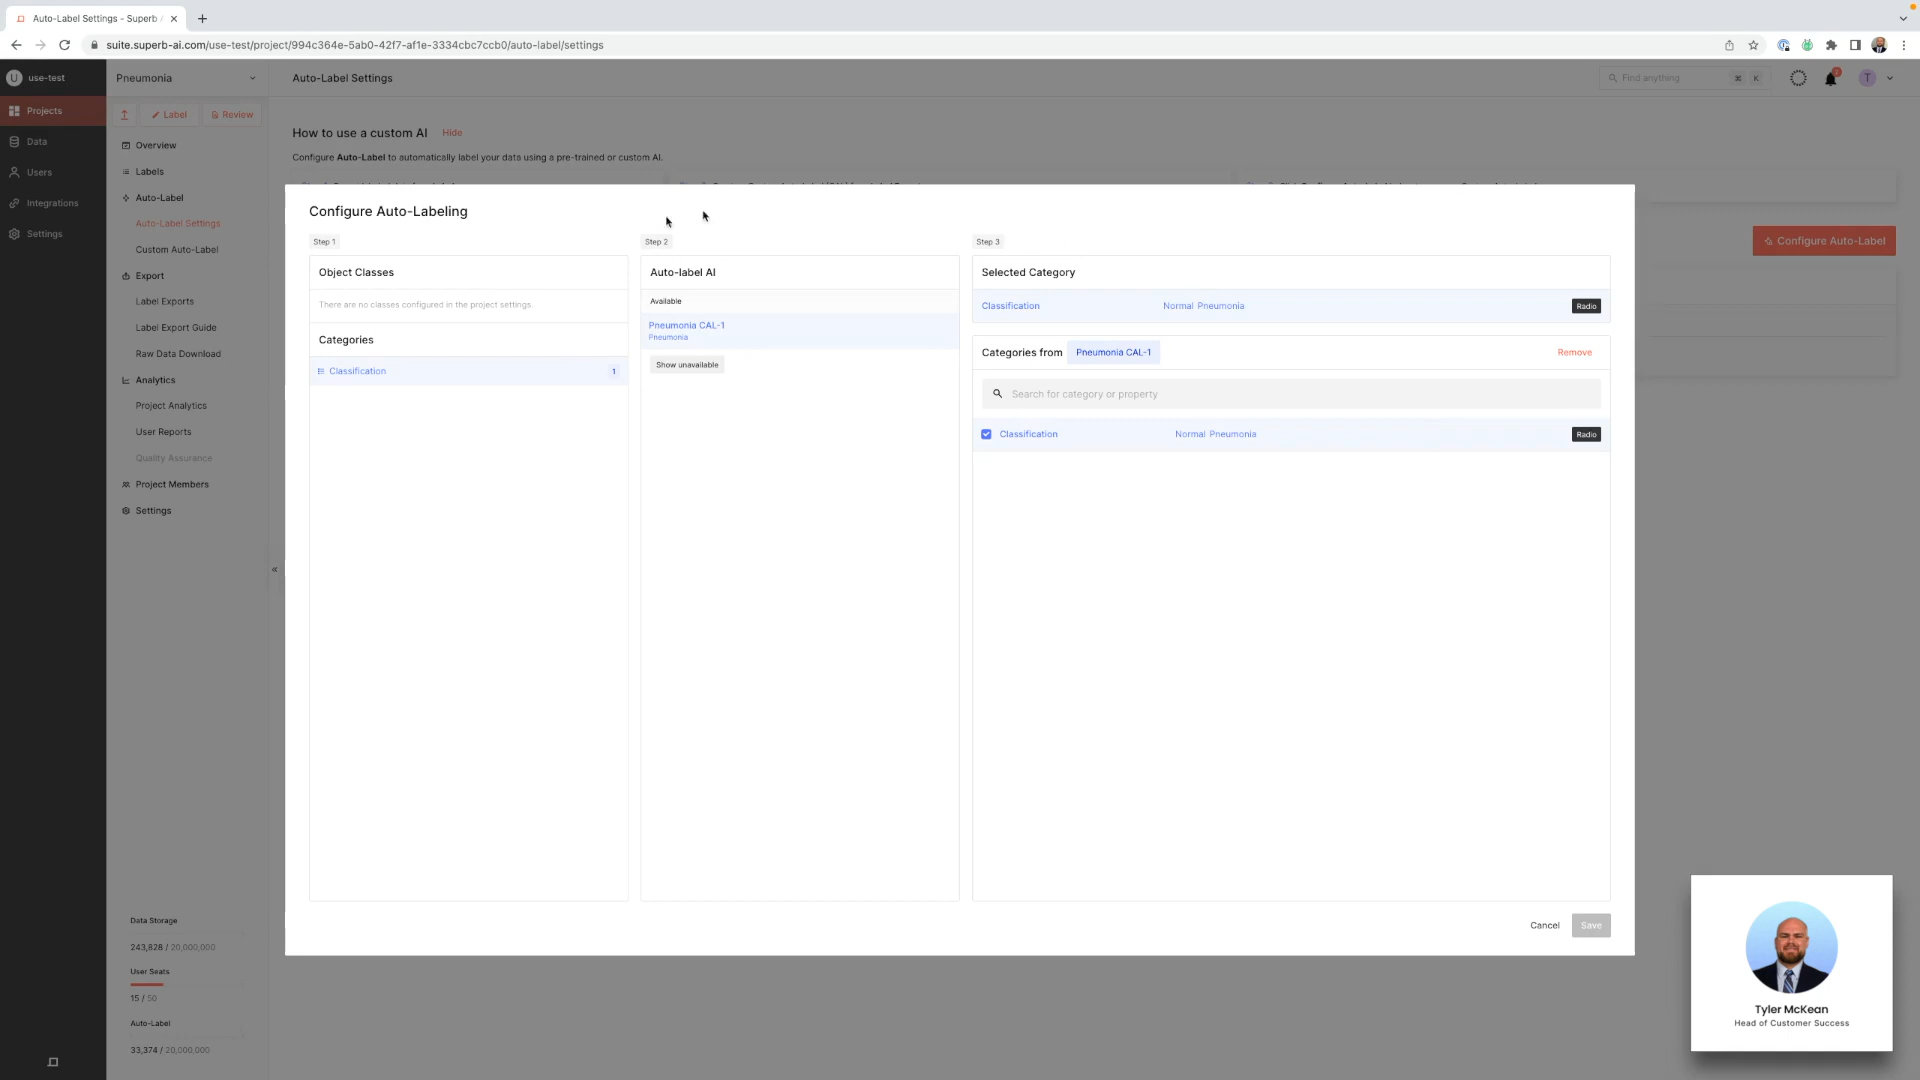 Auto-Label Settings - Superb
suite.superb-ai.com/use-test/project/994c364e-5ab0-42f7-af1e-3334cbc7ccb0/auto-label/settings
U use-test
Pneumonia
Auto-Label Settings
Find anything
⌘ K
2
T
Projects
Data
Users
Integrations
Settings
Label
Review
Overview
Labels
Auto-Label
Auto-Label Settings
Custom Auto-Label
Export
Label Exports
Label Export Guide
Raw Data Download
Analytics
Project Analytics
User Reports
Quality Assurance
Project Members
Settings
Data Storage
243,828 / 20,000,000
User Seats
15 / 50
Auto-Label
33,374 / 20,000,000
How to use a custom AI Hide
Configure Auto-Label to automatically label your data using a pre-trained or custom AI.
Configure Auto-Label
Configure Auto-Labeling
Step 1
Object Classes
There are no classes configured in the project settings.
Categories
Classification 1
Step 2
Auto-label AI
Available
Pneumonia CAL-1
Pneumonia
Show unavailable
Step 3
Selected Category
Classification Normal Pneumonia Radio
Categories from Pneumonia CAL-1 Remove
Search for category or property
Classification Normal Pneumonia Radio
Cancel
Save
Tyler McKean
Head of Customer Success